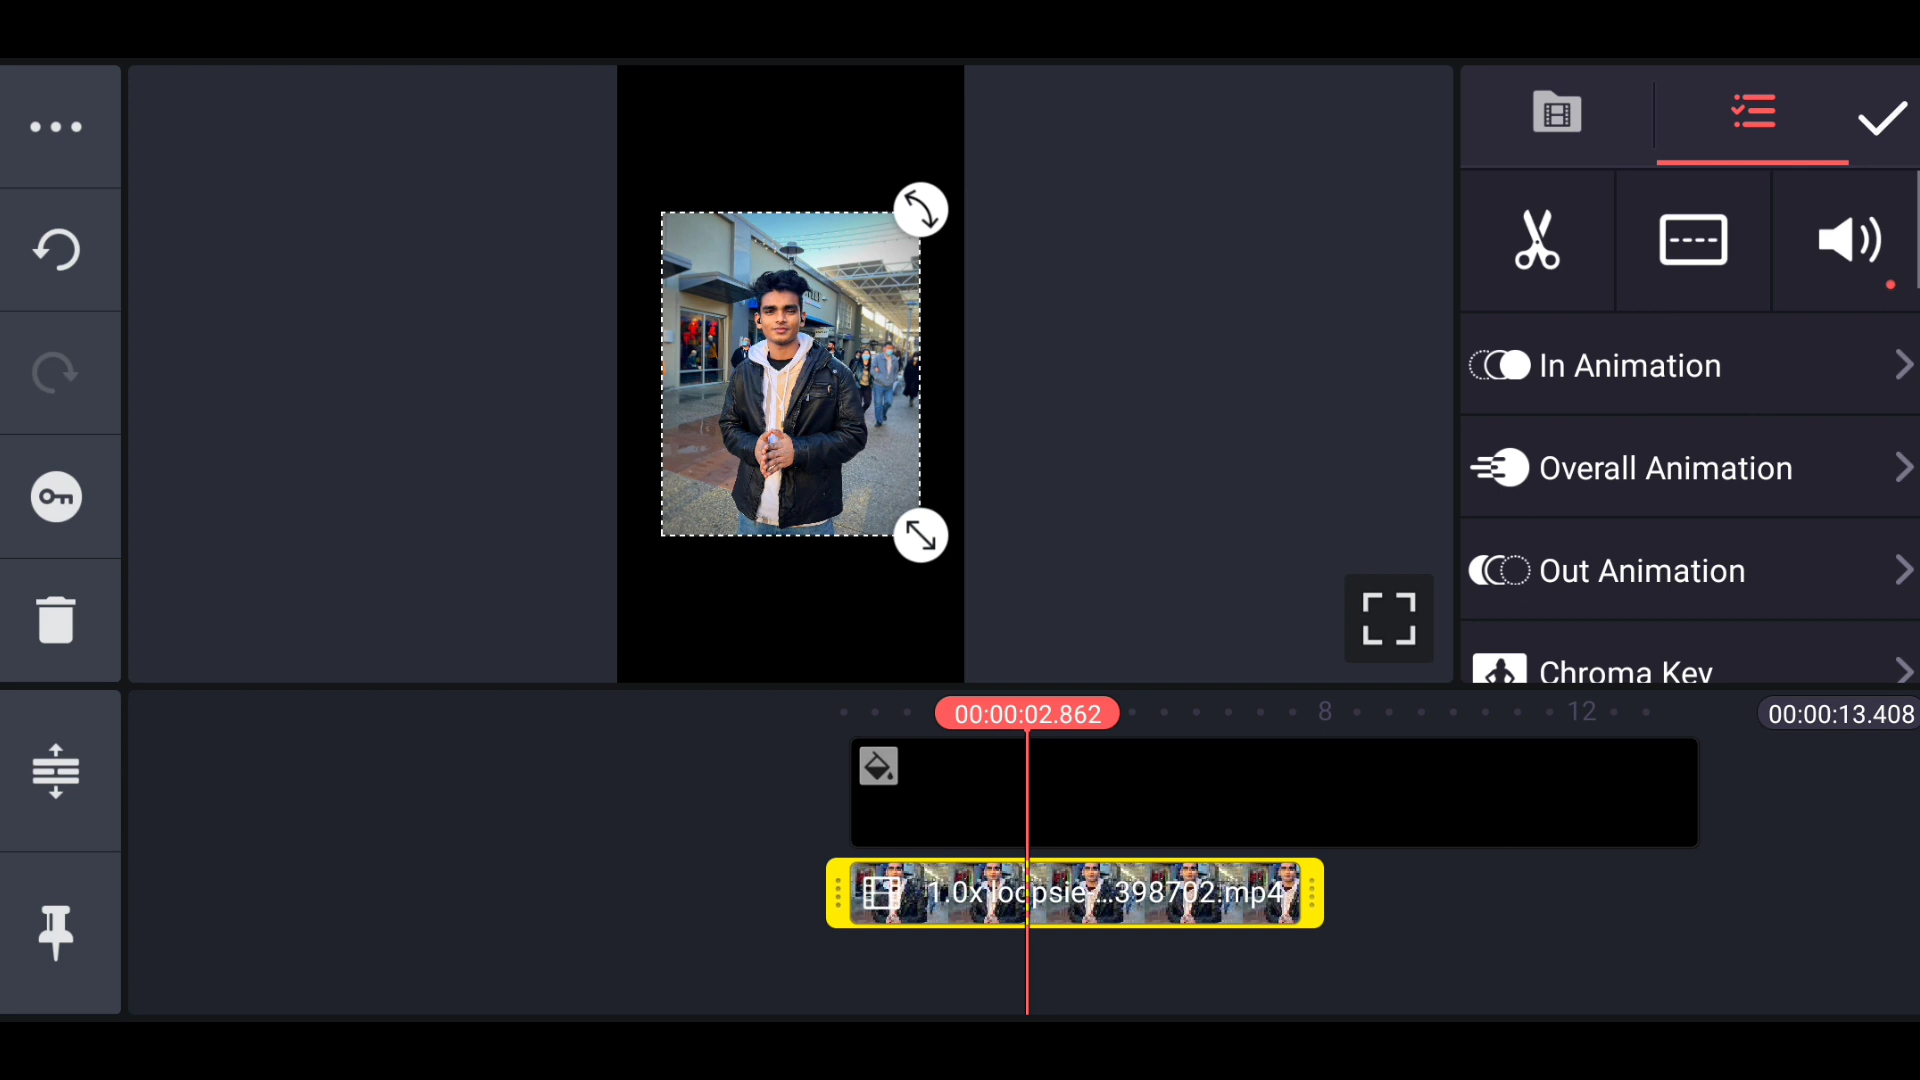 In Animation
Overall Animation
Out Animation
Chroma Key
00:00:02.862
8
12
00:00:13.408
1.0x loopsie-...398702.mp4